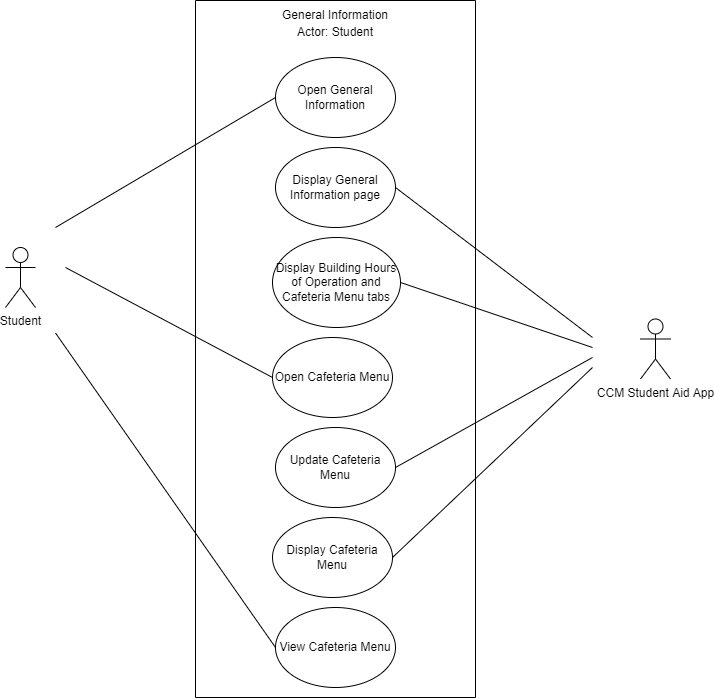 General Information
Actor: Student
Open General
Information
Display General
Information page
Display Building Hours
of Operation and
Cafeteria Menu tabs
Student
Open Cafeteria Menu
CCM Student Aid App
Update Cafeteria
Menu
Display Cafeteria
Menu
View Cafeteria Menu